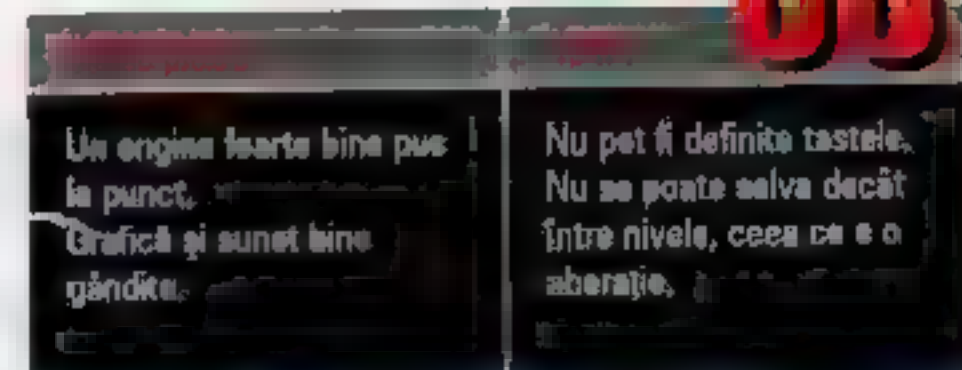 Un engine foarte bine pus
la punct.
Grafică și sunet bine
gândite.
Nu pot fi definite tastele.
Nu se poate salva decât
între nivele, ceea ce e o
aberație.